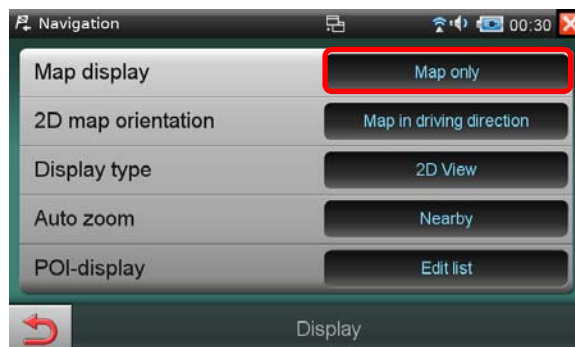 Navigation 00:30
Map display Map only
2D map orientation Map in driving direction
Display type 2D View
Auto zoom Nearby
POI-display Edit list
Display